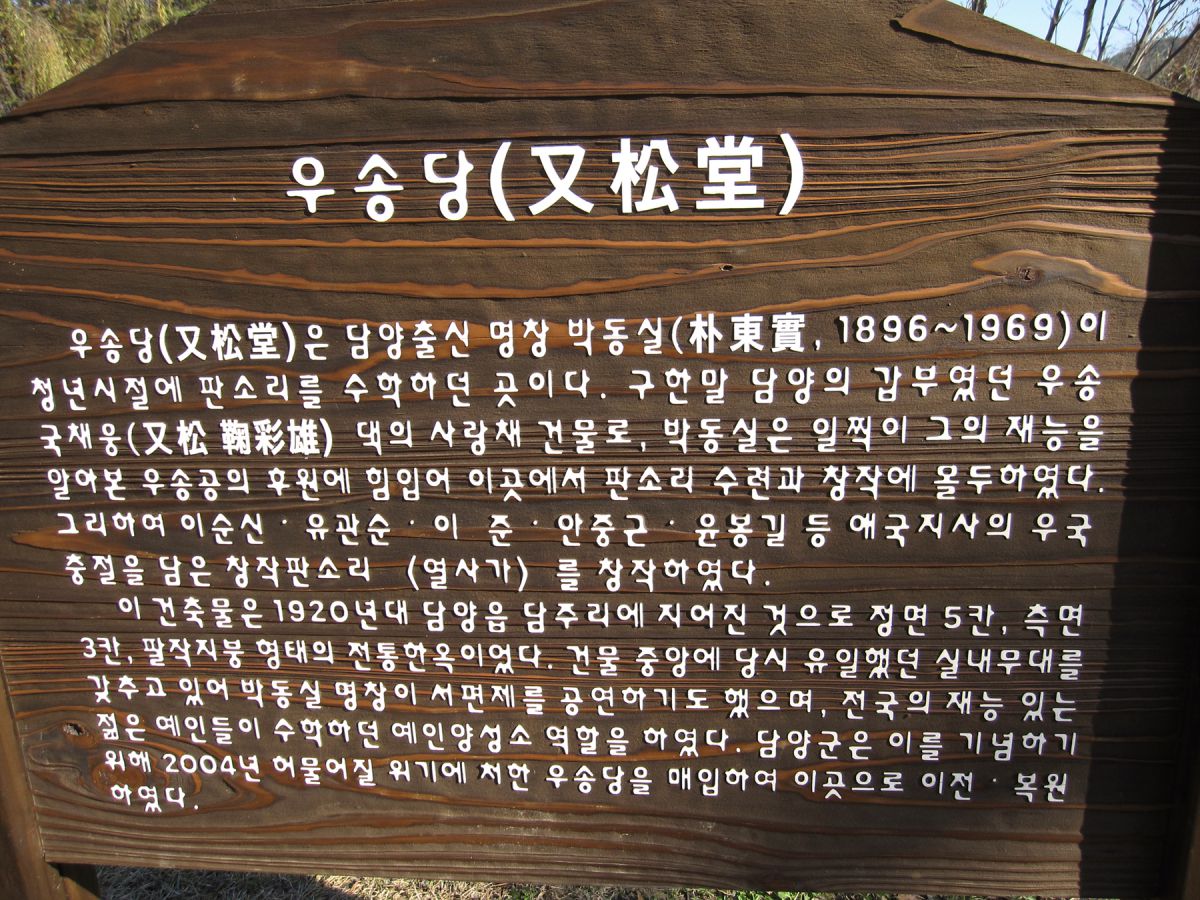 우송당(又松堂)
우송당(又松堂)은 담양출신 명창 박동실(朴東實, 1896~1969)이
청년시절에 판소리를 수학하던 곳이다. 구한말 담양의 갑부였던 우송
국채웅(又松 鞠彩雄) 댁의 사랑채 건물로, 박동실은 일찍이 그의 재능을
알아본 우송공의 후원에 힘입어 이곳에서 판소리 수련과 창작에 몰두하였다.
그리하여 이순신·유관순·이 준·안중근·윤봉길 등 애국지사의 우국
충절을 담은 창작판소리 〈열사가〉 를 창작하였다.
이 건축물은 1920년대 담양읍 담주리에 지어진 것으로 정면 5칸, 측면
3칸, 팔작지붕 형태의 전통한옥이었다. 건물 중앙에 당시 유일했던 실내무대를
갖추고 있어 박동실 명창이 서편제를 공연하기도 했으며, 전국의 재능 있는
젊은 예인들이 수학하던 예인양성소 역할을 하였다. 담양군은 이를 기념하기
위해 2004년 허물어질 위기에 처한 우송당을 매입하여 이곳으로 이전·복원
하였다.